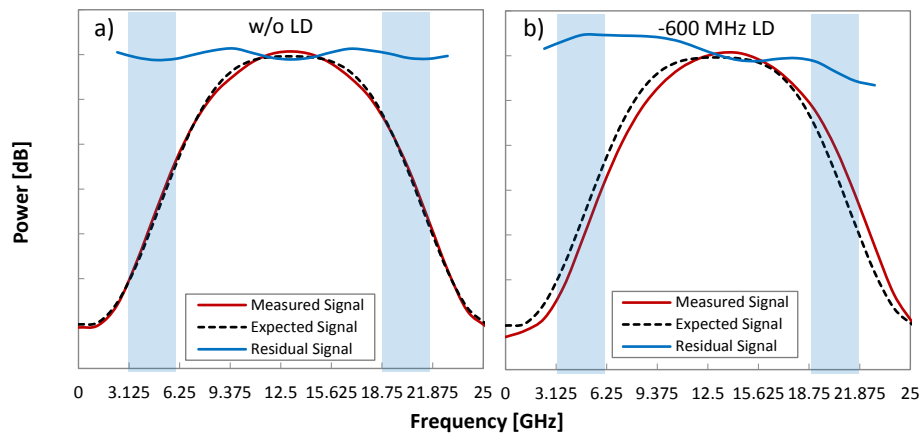 a) w/o LD
b) -600 MHz LD
Power [dB]
Measured Signal
Expected Signal
Residual Signal
Measured Signal
Expected Signal
Residual Signal
0 3.125 6.25 9.375 12.5 15.625 18.75 21.875 25
0 3.125 6.25 9.375 12.5 15.625 18.75 21.875 25
Frequency [GHz]